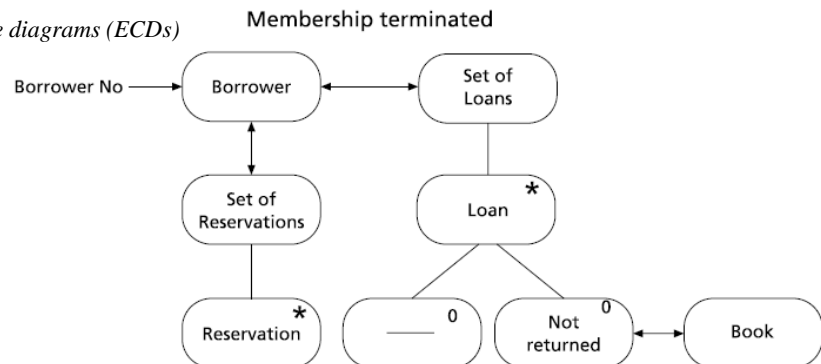 Membership terminated
e diagrams (ECDs)
Borrower No
Borrower
Set of
Loans
Set of
Reservations
Loan
*
Reservation
*
0
Not
returned
0
Book